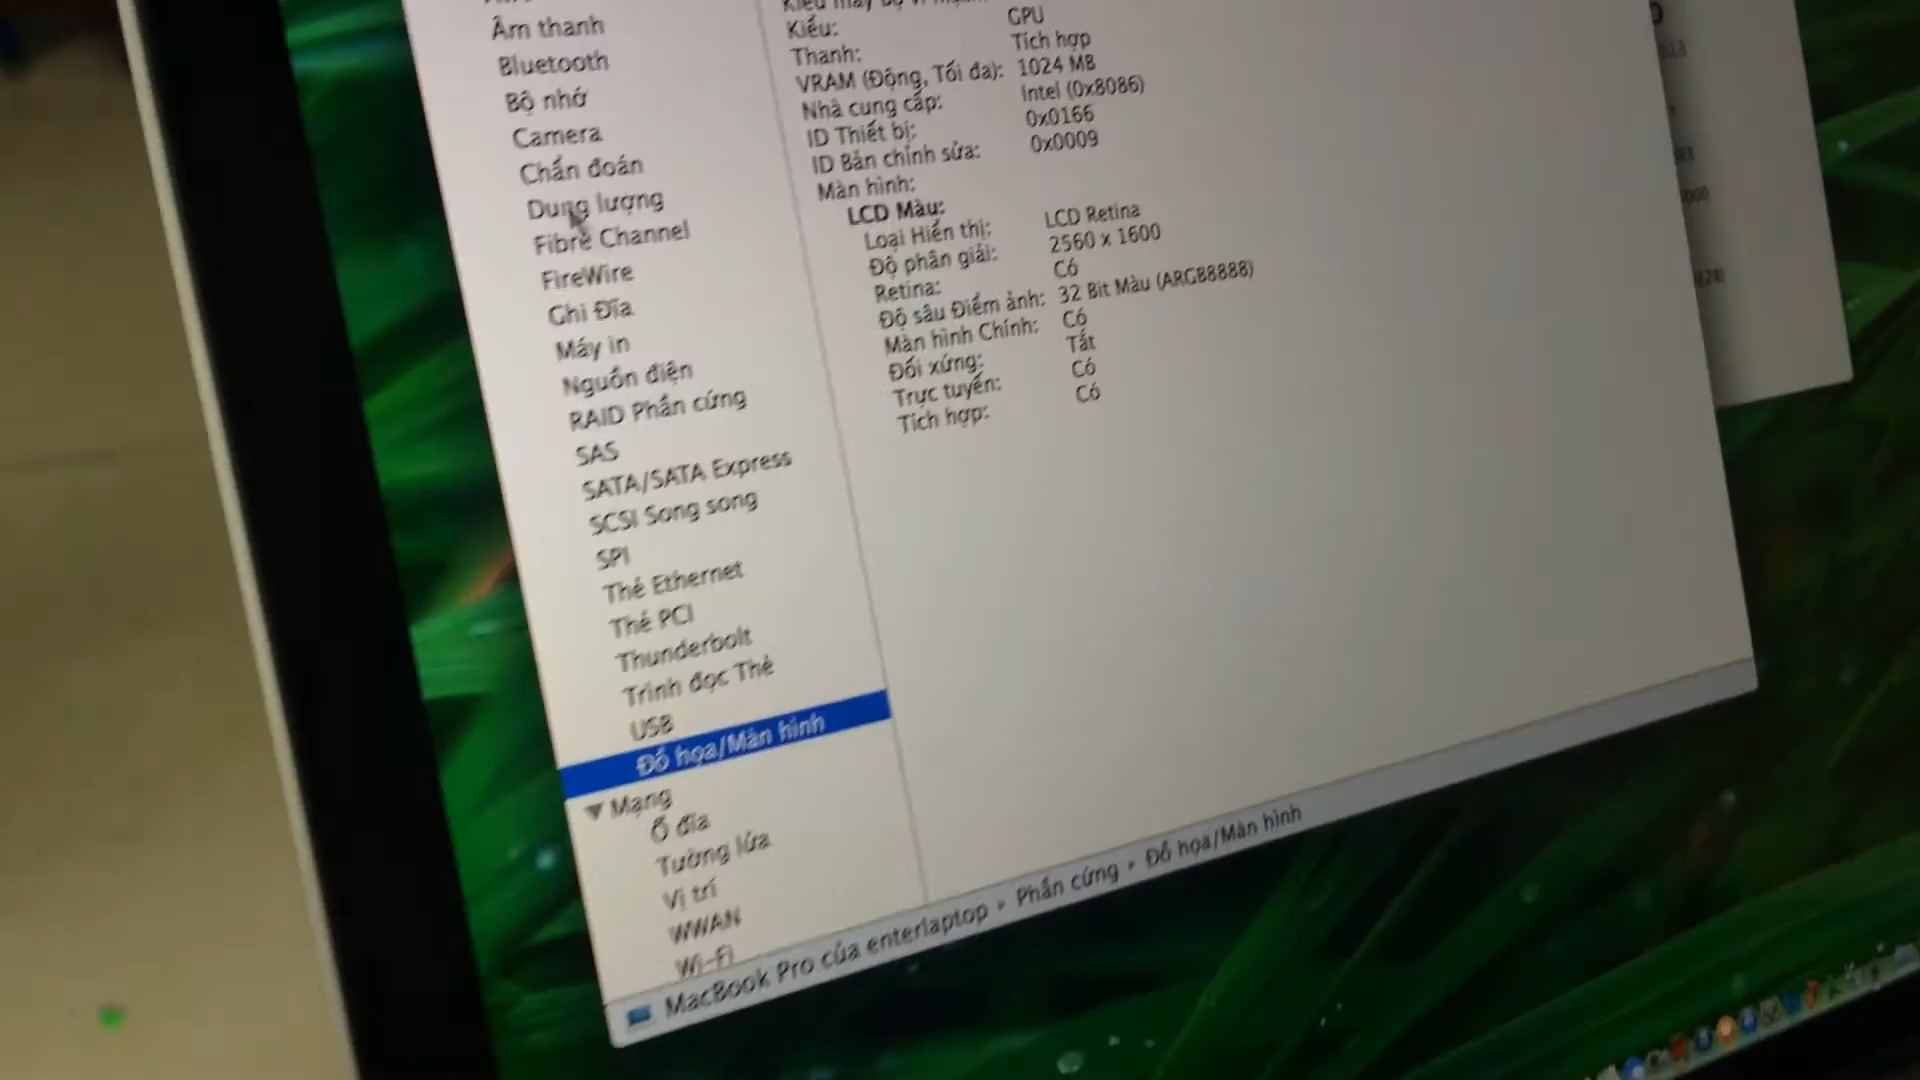 Âm thanh
Bluetooth
Bộ nhớ
Camera
Chẩn đoán
Dung lượng
Fibre Channel
FireWire
Ghi Đĩa
Máy in
Nguồn điện
RAID Phần cứng
SAS
SATA/SATA Express
SCSI Song song
SPI
Thẻ Ethernet
Thẻ PCI
Thunderbolt
Trình đọc Thẻ
USB
Đồ họa/Màn hình
Mạng
Ổ đĩa
Tường lửa
Vị trí
WWAN
Wi-Fi
Kiểu: GPU
Thanh: Tích hợp
VRAM (Động, Tối đa): 1024 MB
Nhà cung cấp: Intel (0x8086)
ID Thiết bị: 0x0166
ID Bản chỉnh sửa: 0x0009
Màn hình:
LCD Màu:
Loại Hiển thị: LCD Retina
Độ phân giải: 2560 x 1600
Retina: Có
Độ sâu Điểm ảnh: 32 Bit Màu (ARGB8888)
Màn hình Chính: Có
Đối xứng: Tắt
Trực tuyến: Có
Tích hợp: Có
MacBook Pro của enterlaptop ▸ Phần cứng ▸ Đồ họa/Màn hình